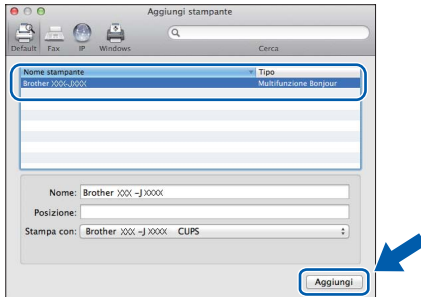 Aggiungi stampante
Default Fax IP Windows Cerca
Nome stampante Tipo
Brother XXX-JXXXX Multifunzione Bonjour
Nome: Brother XXX -J XXXX
Posizione:
Stampa con: Brother XXX -J XXXX CUPS
Aggiungi